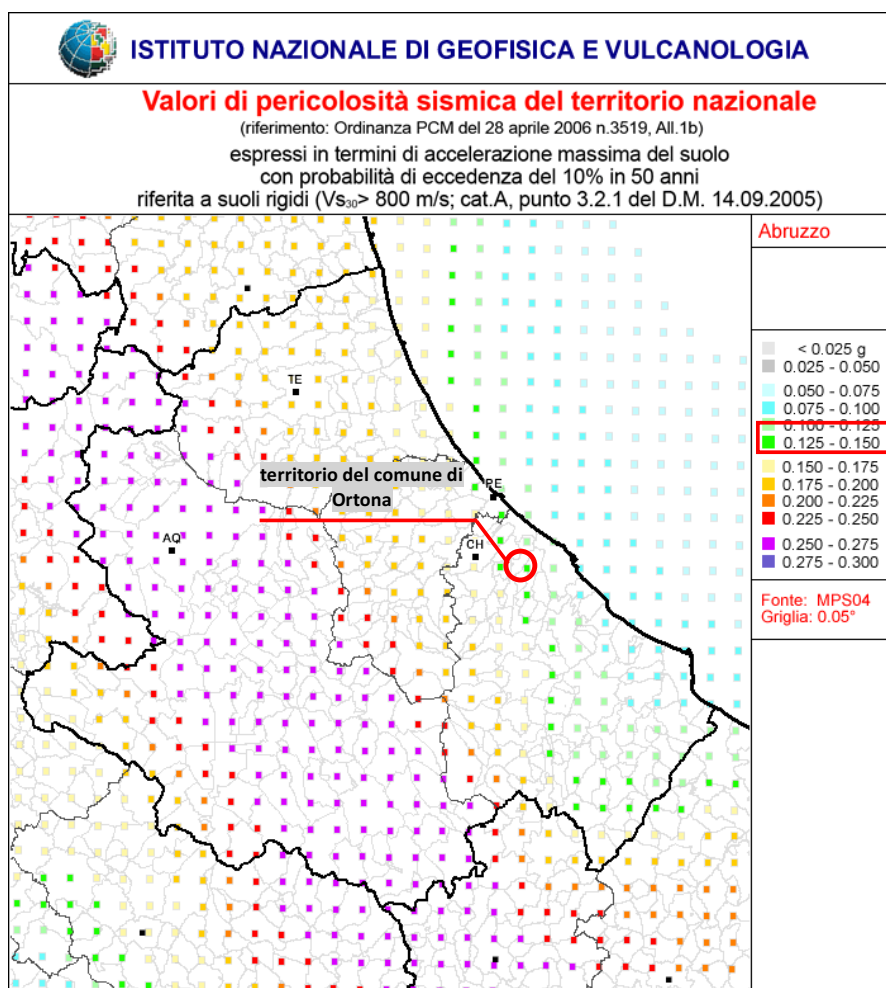 ISTITUTO NAZIONALE DI GEOFISICA E VULCANOLOGIA
Valori di pericolosità sismica del territorio nazionale
(riferimento: Ordinanza PCM del 28 aprile 2006 n.3519, All.1b)
espressi in termini di accelerazione massima del suolo
con probabilità di eccedenza del 10% in 50 anni
riferita a suoli rigidi (Vs₃₀> 800 m/s; cat.A, punto 3.2.1 del D.M. 14.09.2005)
Abruzzo
< 0.025 g
0.025 - 0.050
0.050 - 0.075
0.075 - 0.100
0.100 - 0.125
0.125 - 0.150
0.150 - 0.175
0.175 - 0.200
0.200 - 0.225
0.225 - 0.250
0.250 - 0.275
0.275 - 0.300
Fonte: MPS04
Griglia: 0.05°
TE
territorio del comune di
Ortona
PE
AQ
CH